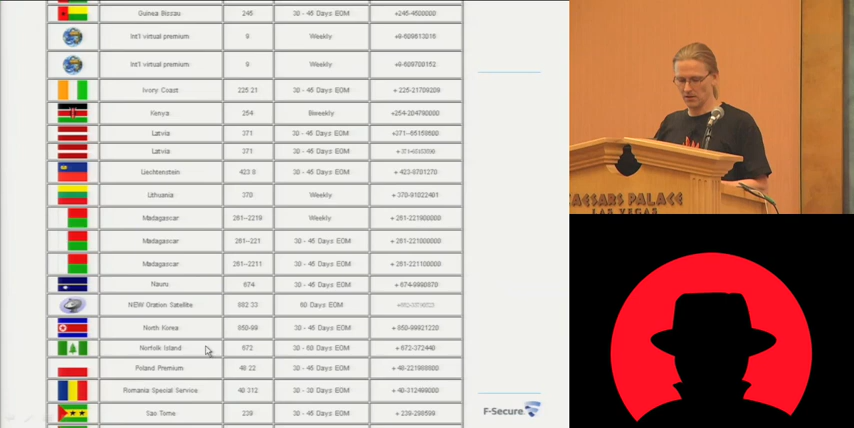 Guinea Bissau 245 30 - 45 Days EOM +245-4500000
Int'l virtual premium 9 Weekly +9-609613015
Int'l virtual premium 9 Weekly +9-609700152
Ivory Coast 225 21 30 - 45 Days EOM + 225-21709209
Kenya 254 Biweekly +254-204790000
Latvia 371 30 - 45 Days EOM +371--65159500
Latvia 371 30 - 45 Days EOM
Liechtenstein 423 8 30 - 45 Days EOM + 423-8701270
Lithuania 370 Weekly + 370-91022401
Madagascar 261--2219 Weekly + 261-221900000
Madagascar 261--221 30 - 45 Days EOM + 261-221800000
Madagascar 261--2211 30 - 45 Days EOM + 261-221100000
Nauru 674 30 - 45 Days EOM + 674-9990870
NEW Oration Satellite 882 33 60 Days EOM
North Korea 850-99 30 - 45 Days EOM + 850-99921220
Norfolk Island 672 30 - 60 Days EOM + 672-372440
Poland Premium 48 22 30 - 45 Days EOM + 48-221988800
Romania Special Service 40 312 30 - 30 Days EOM + 40-312499000
Sao Tome 239 30 - 45 Days EOM + 239-298599
F-Secure
CAESARS PALACE
LAS VEGAS